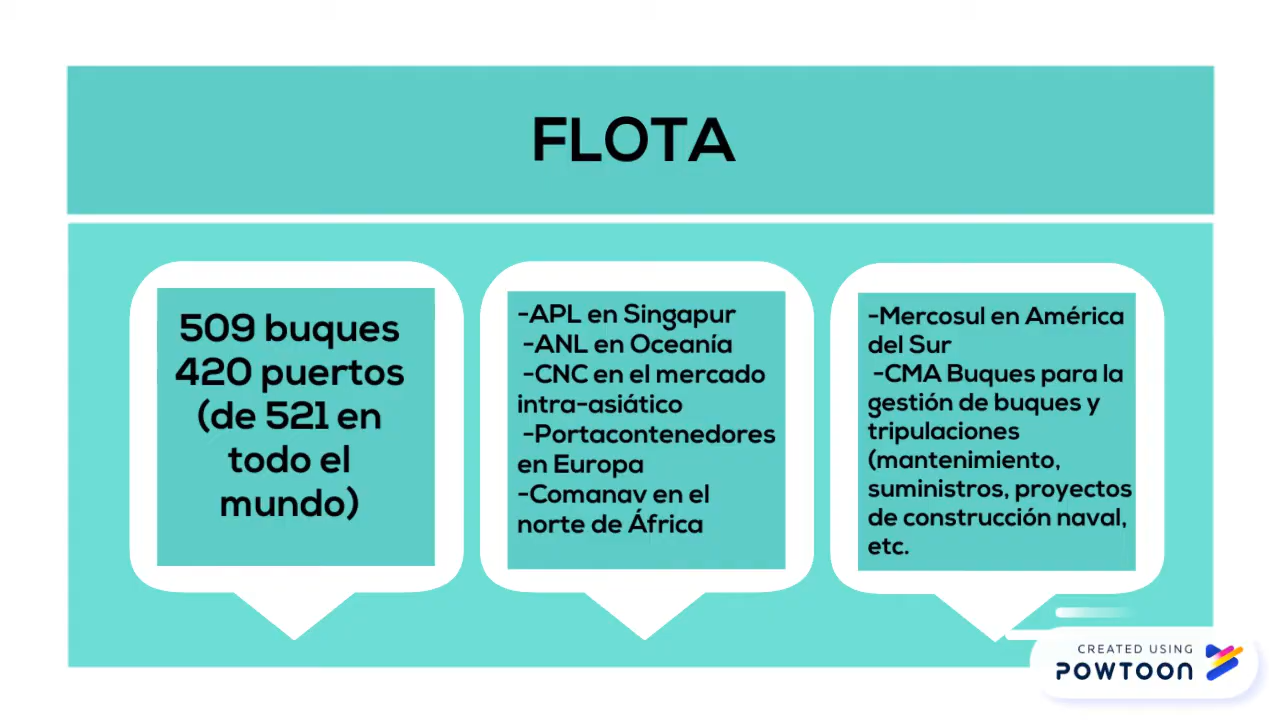 FLOTA
509 buques
420 puertos
(de 521 en
todo el
mundo)
-APL en Singapur
-ANL en Oceanía
-CNC en el mercado
intra-asiático
-Portacontenedores
en Europa
-Comanav en el
norte de África
-Mercosul en América
del Sur
-CMA Buques para la
gestión de buques y
tripulaciones
(mantenimiento,
suministros, proyectos
de construcción naval,
etc.
CREATED USING
POWTOON